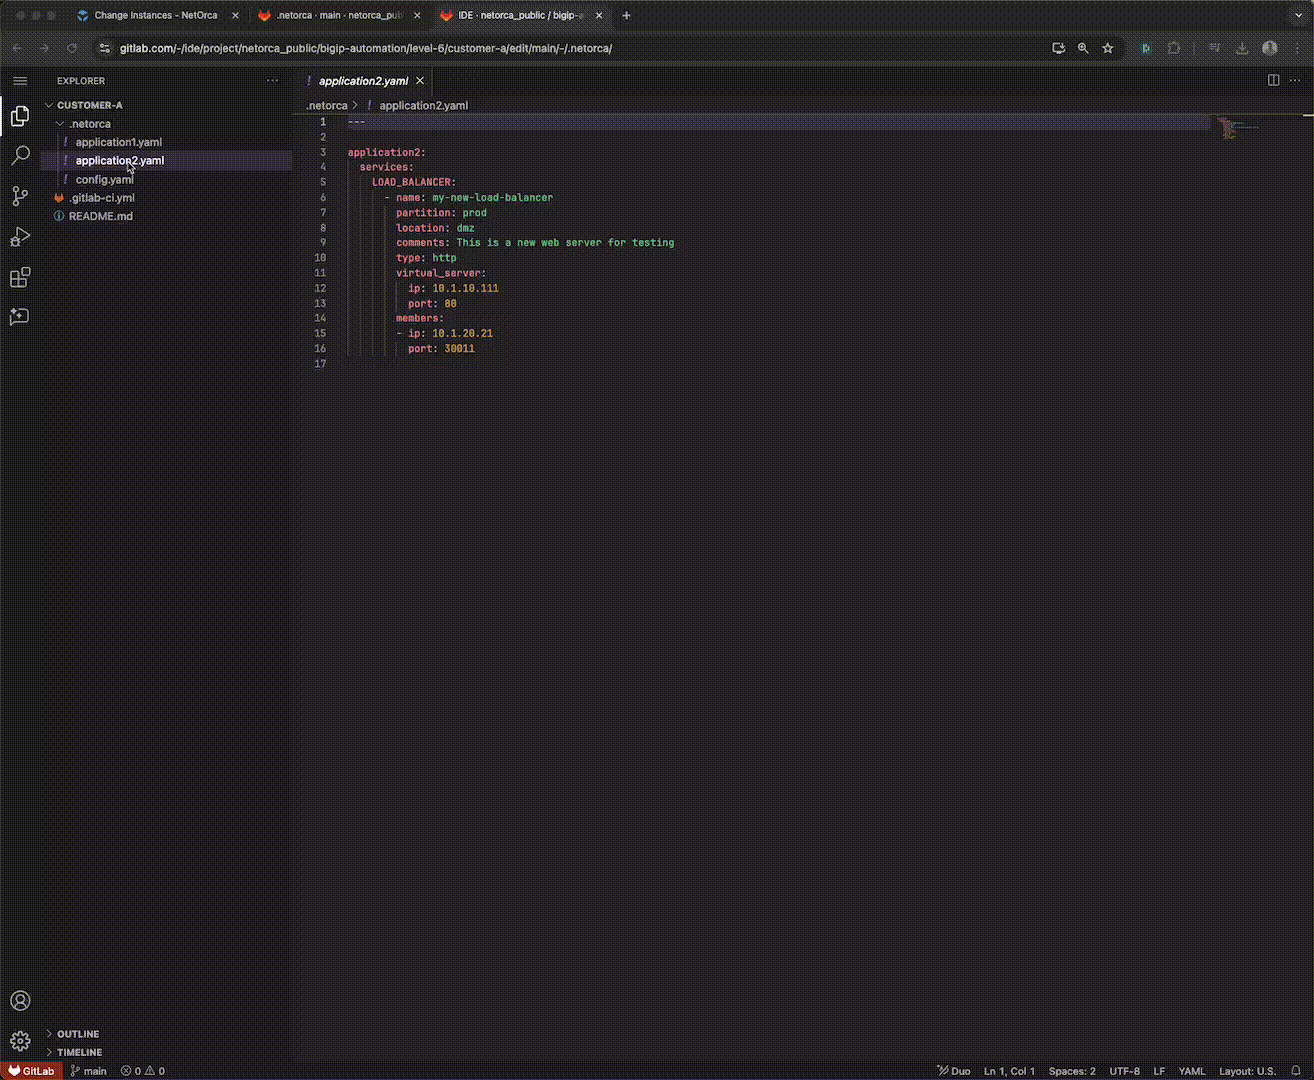 Change Instances - NetOrca
.netorca · main · netorca_pub
IDE · netorca_public / bigip-a
gitlab.com/-/ide/project/netorca_public/bigip-automation/level-6/customer-a/edit/main/-/.netorca/
EXPLORER
CUSTOMER-A
.netorca
! application1.yaml
! application2.yaml
! config.yaml
.gitlab-ci.yml
README.md
! application2.yaml
.netorca > ! application2.yaml
1 ---
2
3 application2:
4 services:
5 LOAD_BALANCER:
6 - name: my-new-load-balancer
7 partition: prod
8 location: dmz
9 comments: This is a new web server for testing
10 type: http
11 virtual_server:
12 ip: 10.1.10.111
13 port: 80
14 members:
15 - ip: 10.1.20.21
16 port: 30011
17
OUTLINE
TIMELINE
GitLab main 0 0 Duo Ln 1, Col 1 Spaces: 2 UTF-8 LF YAML Layout: U.S.